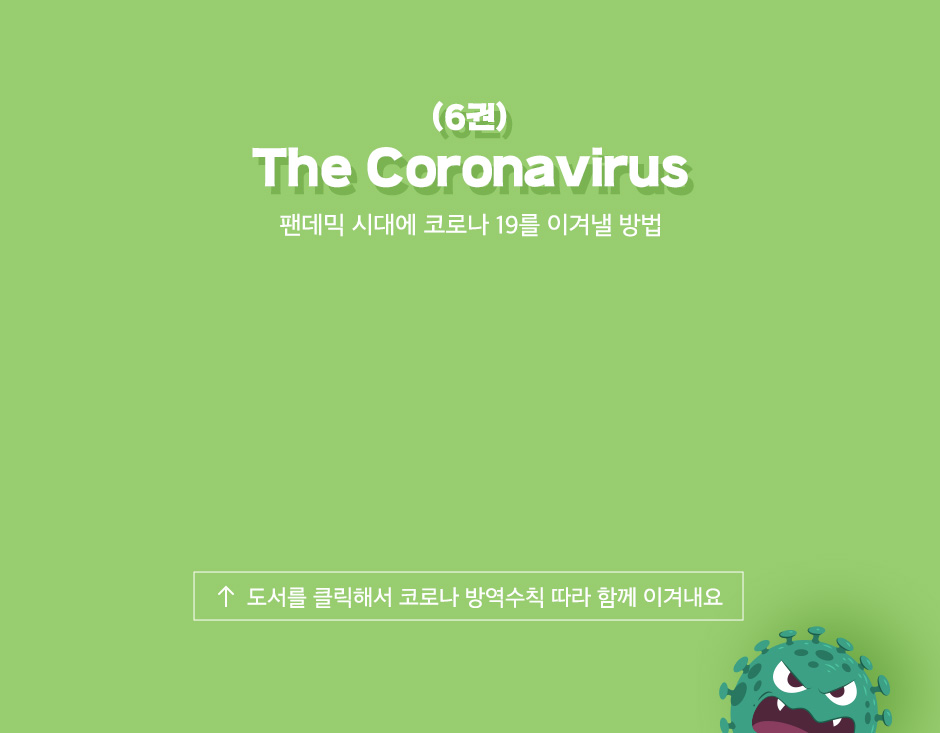 (6권)
The Coronavirus
팬데믹 시대에 코로나 19를 이겨낼 방법
↑ 도서를 클릭해서 코로나 방역수칙 따라 함께 이겨내요